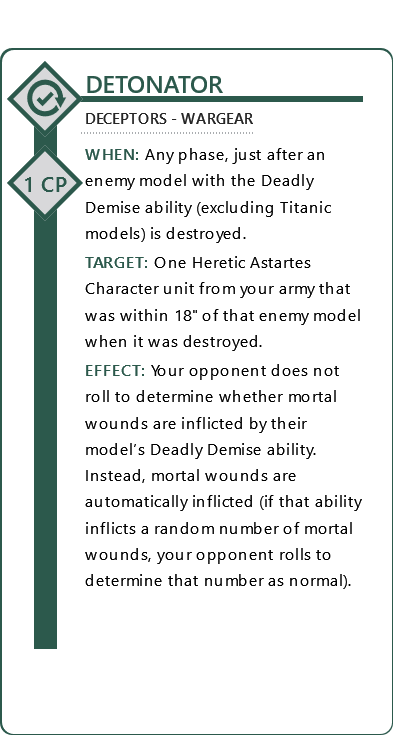 DETONATOR
DECEPTORS - WARGEAR
1 CP
WHEN: Any phase, just after an
enemy model with the Deadly
Demise ability (excluding Titanic
models) is destroyed.
TARGET: One Heretic Astartes
Character unit from your army that
was within 18" of that enemy model
when it was destroyed.
EFFECT: Your opponent does not
roll to determine whether mortal
wounds are inflicted by their
model's Deadly Demise ability.
Instead, mortal wounds are
automatically inflicted (if that ability
inflicts a random number of mortal
wounds, your opponent rolls to
determine that number as normal).